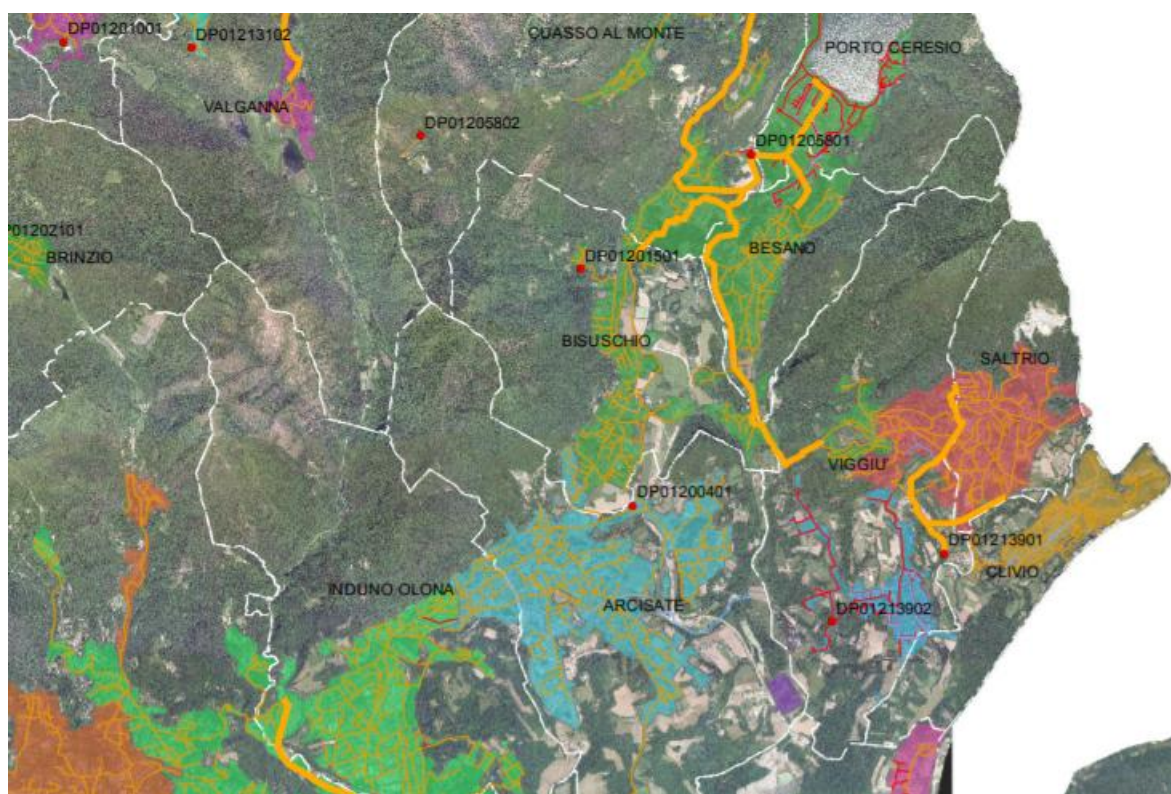 DP01201001
DP01213102
CUASSO AL MONTE
PORTO CERESIO
VALGANNA
DP01205802
DP01205801
P01202101
BRINZIO
BESANO
DP01201501
BISUSCHIO
SALTRIO
VIGGIU'
DP01200401
DP01213901
CLIVIO
INDUNO OLONA
ARCISATE
DP01213902